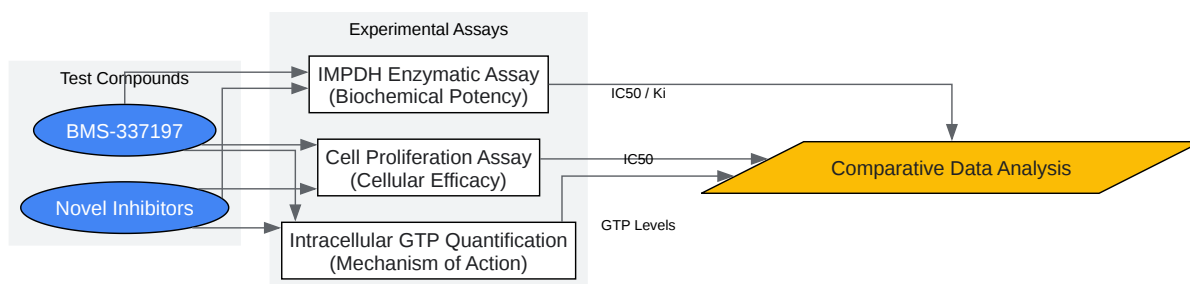 Experimental Assays
Test Compounds
BMS-337197
Novel Inhibitors
IMPDH Enzymatic Assay
(Biochemical Potency)
Cell Proliferation Assay
(Cellular Efficacy)
Intracellular GTP Quantification
(Mechanism of Action)
IC50 / Ki
IC50
GTP Levels
Comparative Data Analysis